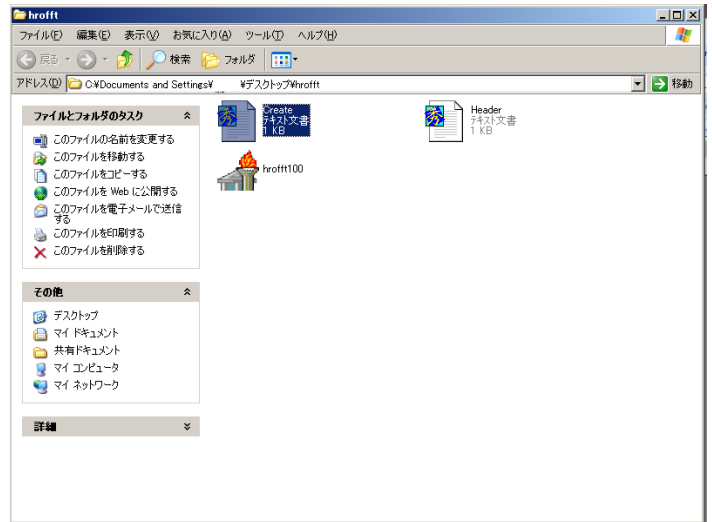 hrofft
ファイル(F) 編集(E) 表示(V) お気に入り(A) ツール(T) ヘルプ(H)
戻る 検索 フォルダ
アドレス(D) C:¥Documents and Settings¥ ¥デスクトップ¥hrofft 移動
ファイルとフォルダのタスク
このファイルの名前を変更する
このファイルを移動する
このファイルをコピーする
このファイルを Web に公開する
このファイルを電子メールで送信
する
このファイルを印刷する
このファイルを削除する
その他
デスクトップ
マイ ドキュメント
共有ドキュメント
マイ コンピュータ
マイ ネットワーク
詳細
秀
Create
テキスト文書
1 KB
秀
Header
テキスト文書
1 KB
hrofft100